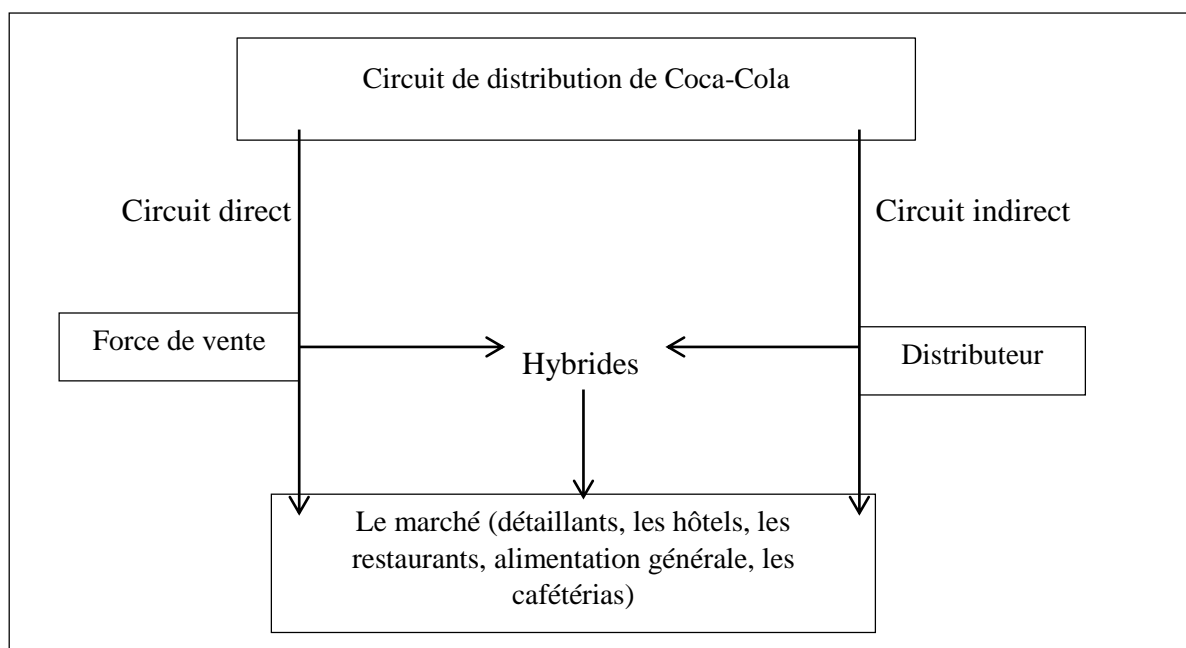 Circuit de distribution de Coca-Cola
Circuit direct
Circuit indirect
Force de vente
Hybrides
Distributeur
Le marché (détaillants, les hôtels, les
restaurants, alimentation générale, les
cafétérias)